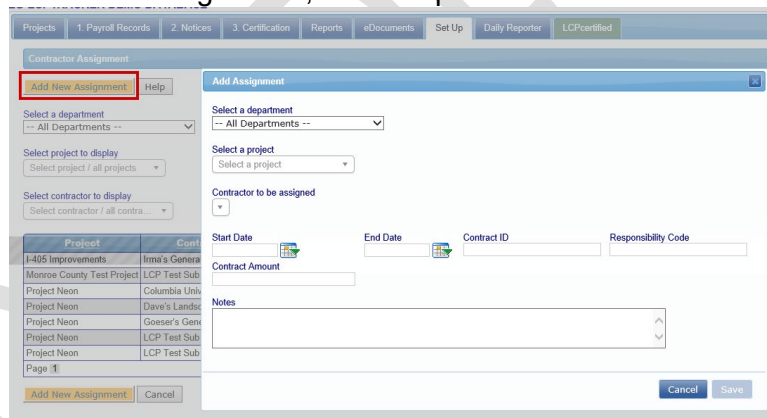 Projects 1. Payroll Records 2. Notices 3. Certification Reports eDocuments Set Up Daily Reporter LCPcertified
Contractor Assignment
Add New Assignment Help
Select a department
-- All Departments --
Select project to display
Select project / all projects
Select contractor to display
Select contractor / all contra...
Project Cont
I-405 Improvements Irma's Genera
Monroe County Test Project LCP Test Sub
Project Neon Columbia Univ
Project Neon Dave's Landsc
Project Neon Goeser's Gene
Project Neon LCP Test Sub
Project Neon LCP Test Sub
Page 1
Add New Assignment Cancel
Add Assignment
Select a department
-- All Departments --
Select a project
Select a project
Contractor to be assigned
Start Date End Date Contract ID Responsibility Code
Contract Amount
Notes
Cancel Save